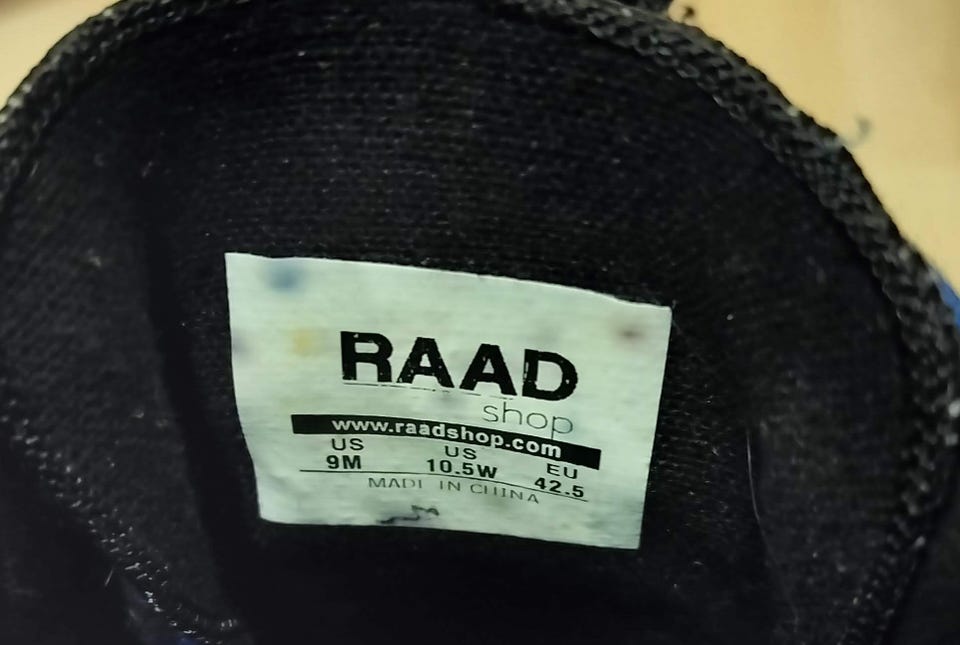 RAAD
shop
www.raadshop.com
US US EU
9M 10.5W 42.5
MADE IN CHINA